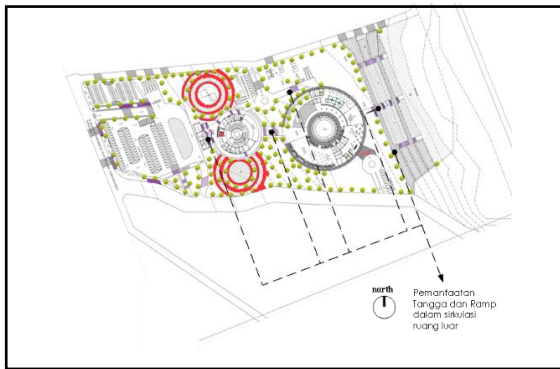 north
Pemanfaatan
Tangga dan Ramp
dalam sirkulasi
ruang luar